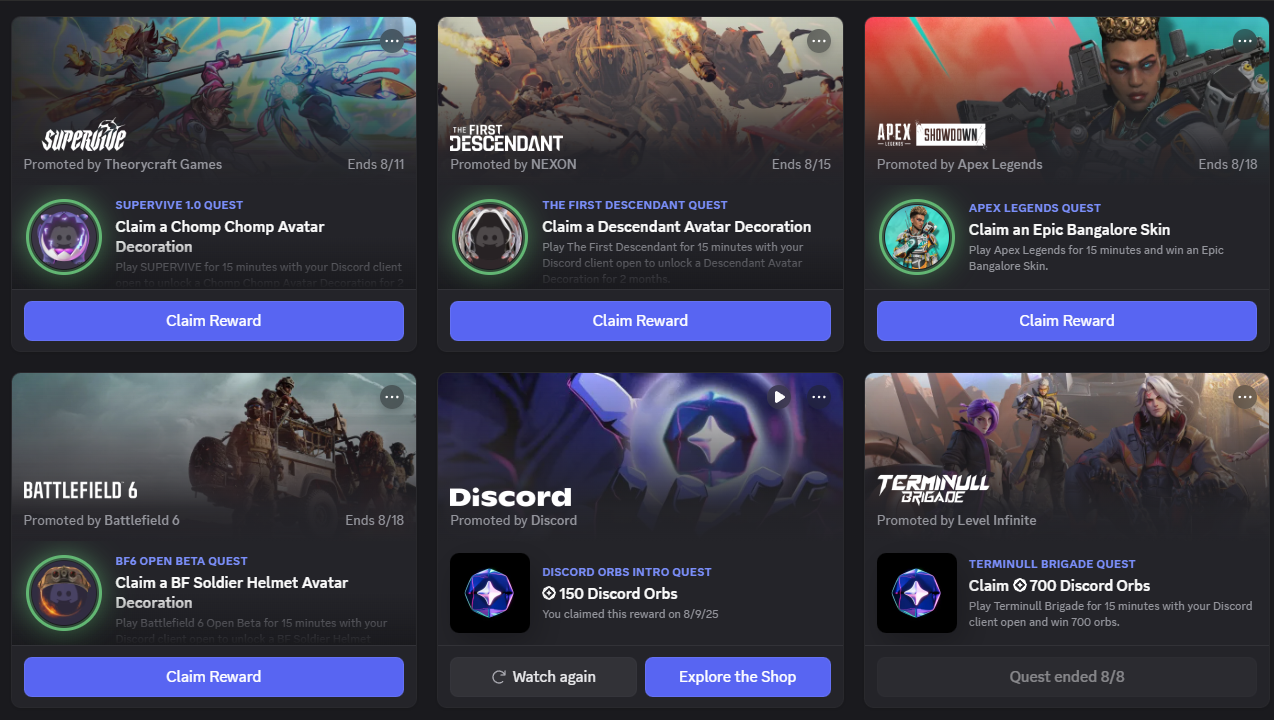 SUPERVIVE
Promoted by Theorycraft Games
Ends 8/11
SUPERVIVE 1.0 QUEST
Claim a Chomp Chomp Avatar
Decoration
Play SUPERVIVE for 15 minutes with your Discord client
open to unlock a Chomp Chomp Avatar Decoration for 2
Claim Reward
THE FIRST
DESCENDANT
Promoted by NEXON
Ends 8/15
THE FIRST DESCENDANT QUEST
Claim a Descendant Avatar Decoration
Play The First Descendant for 15 minutes with your
Discord client open to unlock a Descendant Avatar
Decoration for 2 months.
Claim Reward
APEX
LEGENDS
SHOWDOWN
Promoted by Apex Legends
Ends 8/18
APEX LEGENDS QUEST
Claim an Epic Bangalore Skin
Play Apex Legends for 15 minutes and win an Epic
Bangalore Skin.
Claim Reward
BATTLEFIELD 6
Promoted by Battlefield 6
Ends 8/18
BF6 OPEN BETA QUEST
Claim a BF Soldier Helmet Avatar
Decoration
Play Battlefield 6 Open Beta for 15 minutes with your
Discord client open to unlock a BF Soldier Helmet
Claim Reward
Discord
Promoted by Discord
DISCORD ORBS INTRO QUEST
150 Discord Orbs
You claimed this reward on 8/9/25
Watch again
Explore the Shop
TERMINULL
BRIGADE
Promoted by Level Infinite
TERMINULL BRIGADE QUEST
Claim 700 Discord Orbs
Play Terminull Brigade for 15 minutes with your Discord
client open and win 700 orbs.
Quest ended 8/8